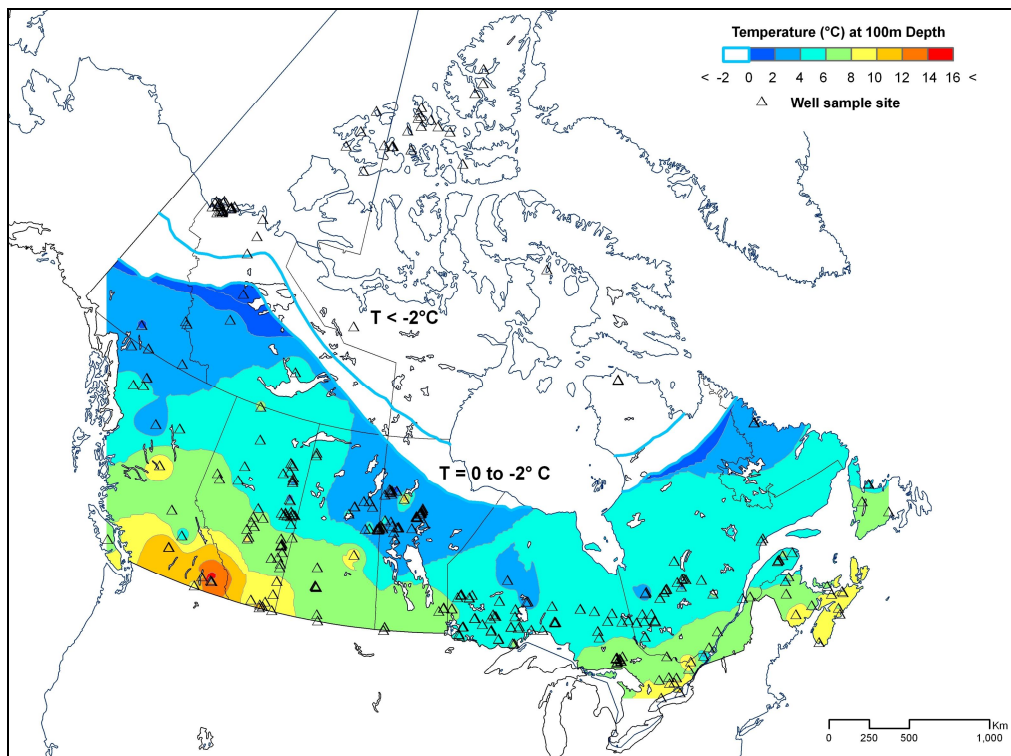 Temperature (°C) at 100m Depth
< -2 0 2 4 6 8 10 12 14 16 <
Well sample site
T < -2°C
T = 0 to -2° C
0 250 500 1,000 Km